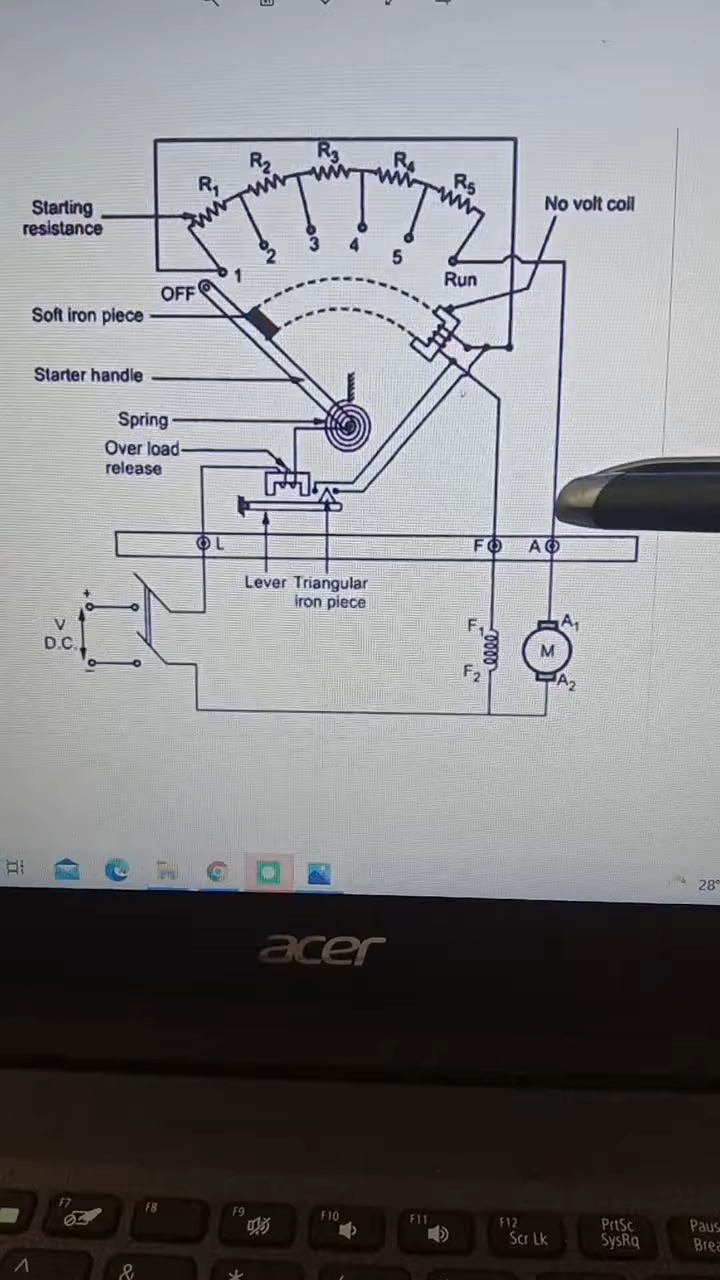 R1
R2
R3
R4
R5
Starting
resistance
No volt coil
1
2
3
4
5
Run
OFF
Soft iron piece
Starter handle
Spring
Over load
release
L
F
A
Lever Triangular
iron piece
+
V
D.C.
−
F1
F2
M
A1
A2
28°
acer
F7
F8
F9
F10
F11
F12
Scr Lk
PrtSc
SysRq
Paus
Brea
^
&
*